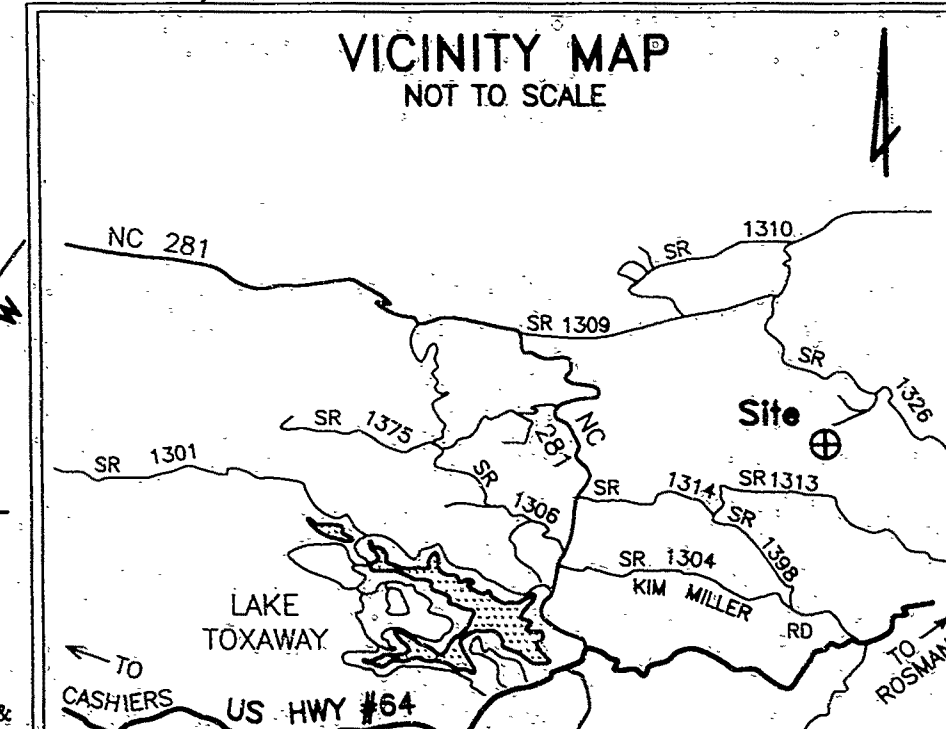 VICINITY MAP
NOT TO SCALE
NC 281
SR 1310
SR 1309
SR 1326
Site
SR 1375
NC 281
SR 1301
SR 1306
SR 1314
SR 1313
SR 1398
SR 1304
KIM MILLER RD
LAKE
TOXAWAY
TO
CASHIERS
US HWY #64
TO
ROSMAN
&c